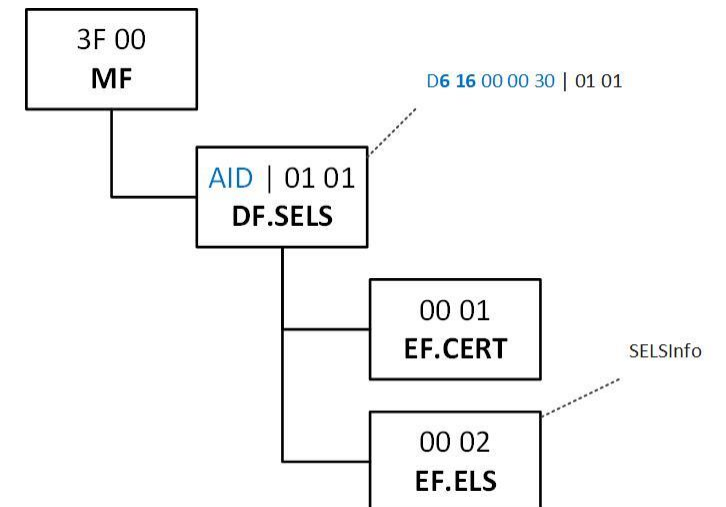 3F 00
MF
D6 16 00 00 30 | 01 01
AID | 01 01
DF.SELS
00 01
EF.CERT
SELSInfo
00 02
EF.ELS